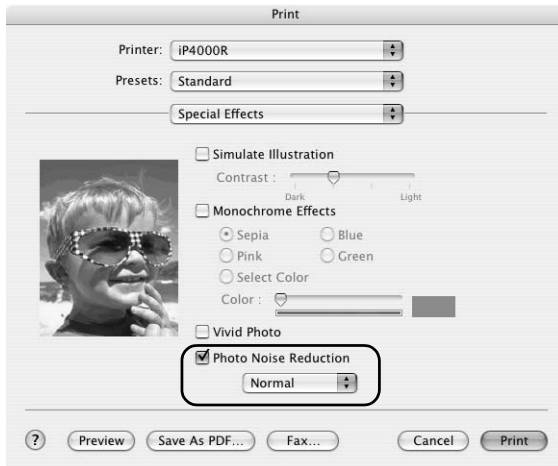 Print
Printer: iP4000R
Presets: Standard
Special Effects
Simulate Illustration
Contrast :
Dark Light
Monochrome Effects
Sepia Blue
Pink Green
Select Color
Color :
Vivid Photo
Photo Noise Reduction
Normal
? Preview Save As PDF... Fax... Cancel Print